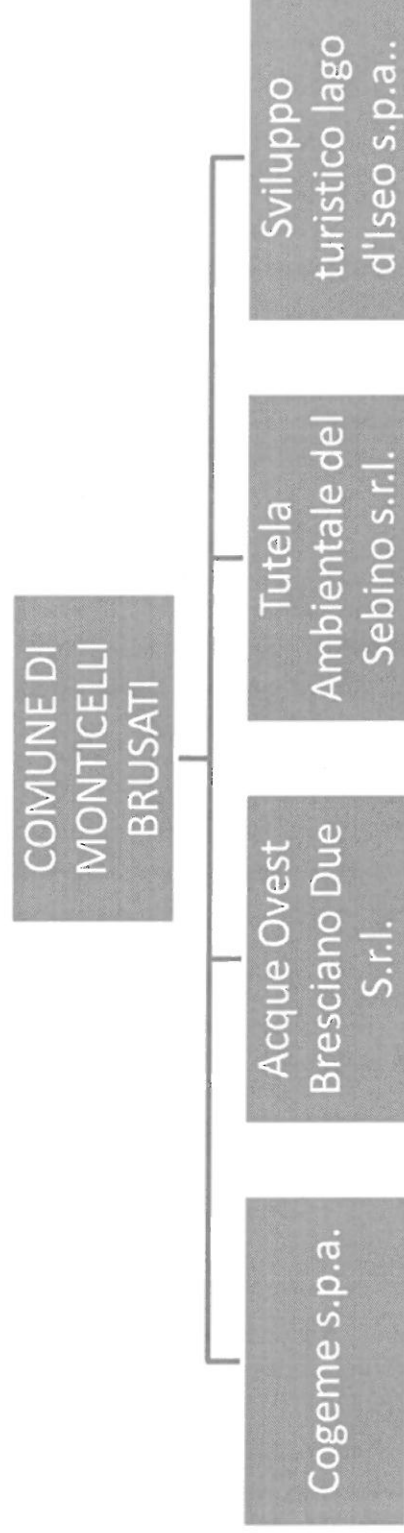 COMUNE DI
MONTICELLI
BRUSATI
Cogeme s.p.a.
Acque Ovest
Bresciano Due
S.r.l.
Tutela
Ambientale del
Sebino s.r.l.
Sviluppo
turistico lago
d'Iseo s.p.a..